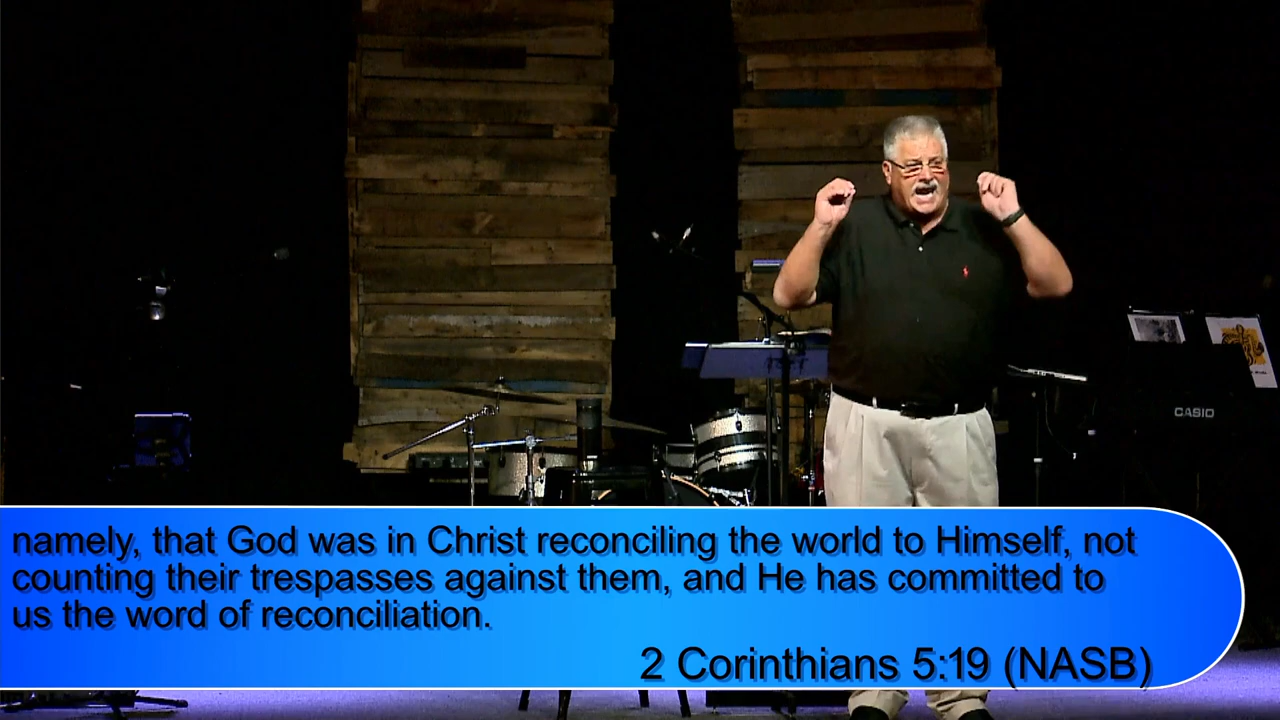 CASIO
namely, that God was in Christ reconciling the world to Himself, not
counting their trespasses against them, and He has committed to
us the word of reconciliation.
2 Corinthians 5:19 (NASB)